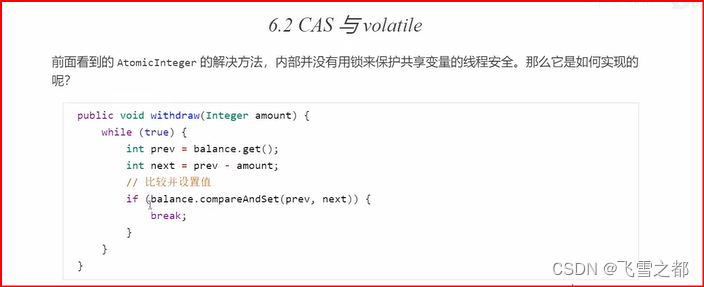 6.2 CAS 与 volatile
前面看到的 AtomicInteger 的解决方法，内部并没有用锁来保护共享变量的线程安全。那么它是如何实现的
呢？
public void withdraw(Integer amount) {
    while (true) {
        int prev = balance.get();
        int next = prev - amount;
        // 比较并设置值
        if (balance.compareAndSet(prev, next)) {
            break;
        }
    }
}
CSDN @飞雪之都